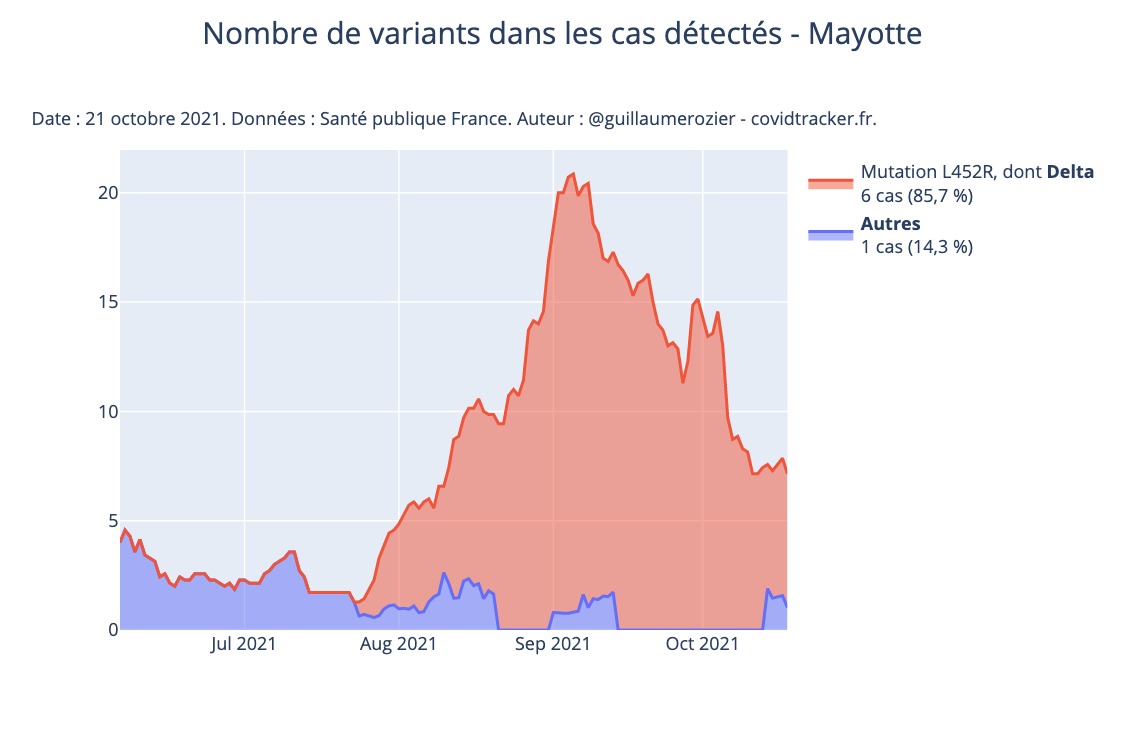 Nombre de variants dans les cas détectés - Mayotte
Date : 21 octobre 2021. Données : Santé publique France. Auteur : @guillaumerozier - covidtracker.fr.
Mutation L452R, dont Delta
6 cas (85,7 %)
Autres
1 cas (14,3 %)
20
15
10
5
0
Jul 2021
Aug 2021
Sep 2021
Oct 2021